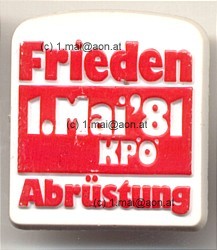 (c) 1.mai@aon.at
Frieden
1. Mai '81
(c) 1.mai@aon.at
KPÖ
Abrüstung
(c) 1.mai@aon.at